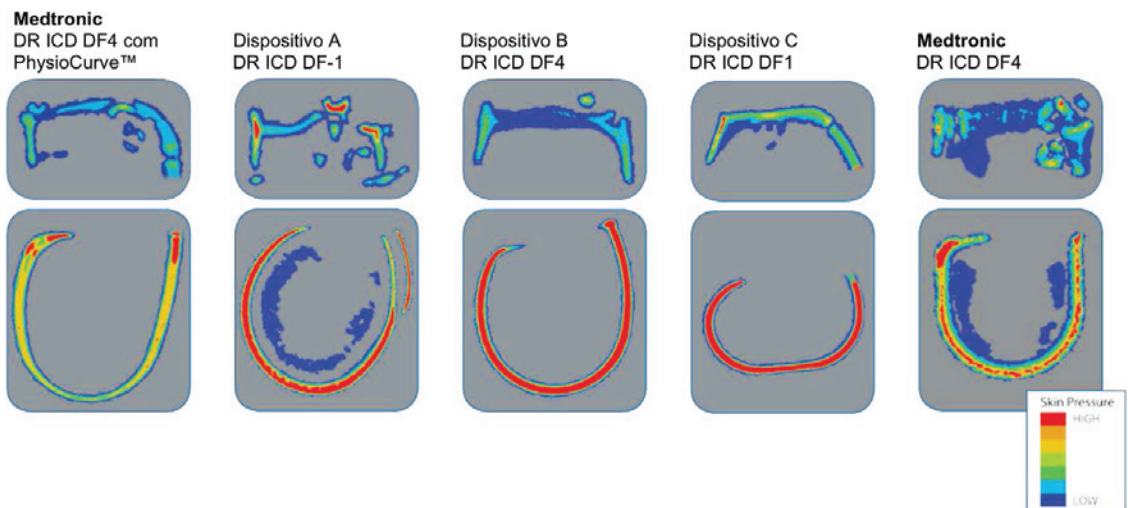 Medtronic
DR ICD DF4 com
PhysioCurve™
Dispositivo A
DR ICD DF-1
Dispositivo B
DR ICD DF4
Dispositivo C
DR ICD DF1
Medtronic
DR ICD DF4
Skin Pressure
HIGH
LOW